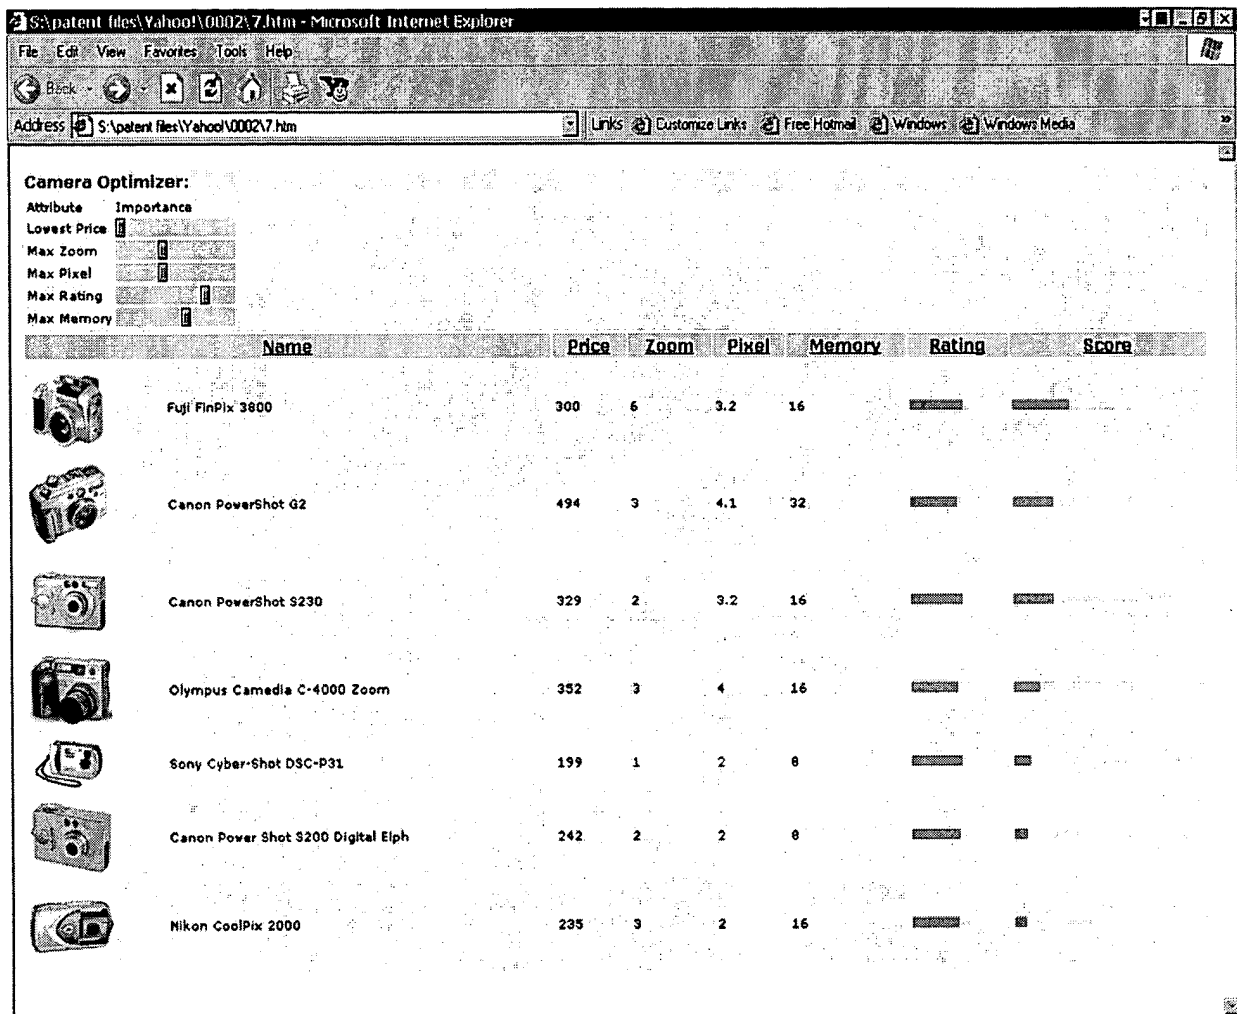 S:\patent files\Yahoo!\0002\7.htm - Microsoft Internet Explorer
File Edit View Favorites Tools Help
Back
Address S:\patent files\Yahoo!\0002\7.htm Links Customize Links Free Hotmail Windows Windows Media »
Camera Optimizer:
Attribute Importance
Lowest Price
Max Zoom
Max Pixel
Max Rating
Max Memory
Name Price Zoom Pixel Memory Rating Score
Fuji FinPix 3800 300 6 3.2 16
Canon PowerShot G2 494 3 4.1 32
Canon PowerShot S230 329 2 3.2 16
Olympus Camedia C-4000 Zoom 352 3 4 16
Sony Cyber-Shot DSC-P31 199 1 2 8
Canon Power Shot S200 Digital Elph 242 2 2 8
Nikon CoolPix 2000 235 3 2 16